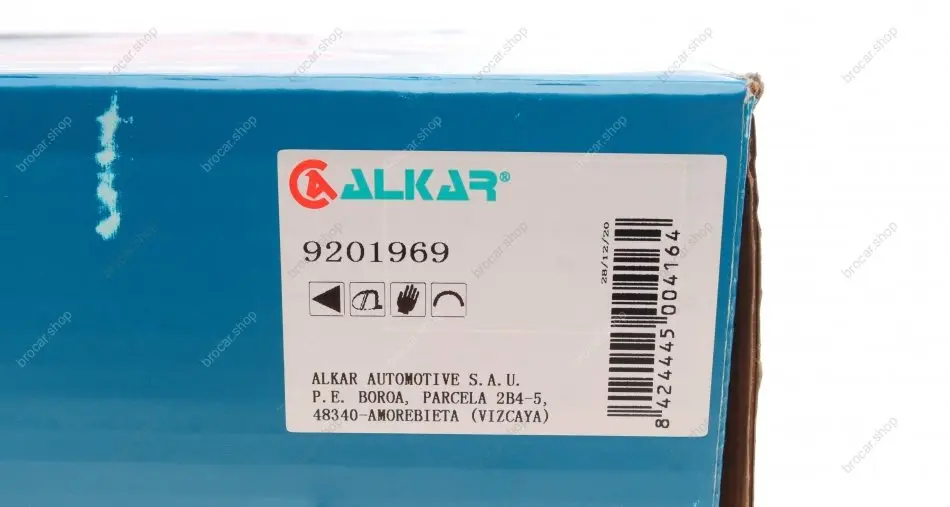 ALKAR®
9201969
28/12/20
8 424445 004164
ALKAR AUTOMOTIVE S.A.U.
P.E. BOROA, PARCELA 2B4-5,
48340-AMOREBIETA (VIZCAYA)
brocar.shop